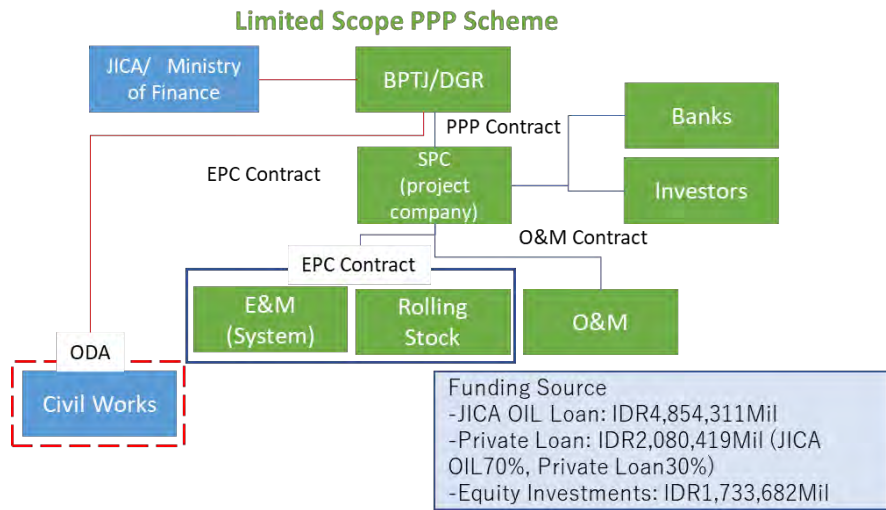 Limited Scope PPP Scheme
JICA/ Ministry
of Finance
BPTJ/DGR
PPP Contract
Banks
EPC Contract
SPC
(project
company)
Investors
O&M Contract
EPC Contract
E&M
(System)
Rolling
Stock
O&M
ODA
Civil Works
Funding Source
-JICA OIL Loan: IDR4,854,311Mil
-Private Loan: IDR2,080,419Mil (JICA
OIL70%, Private Loan30%)
-Equity Investments: IDR1,733,682Mil